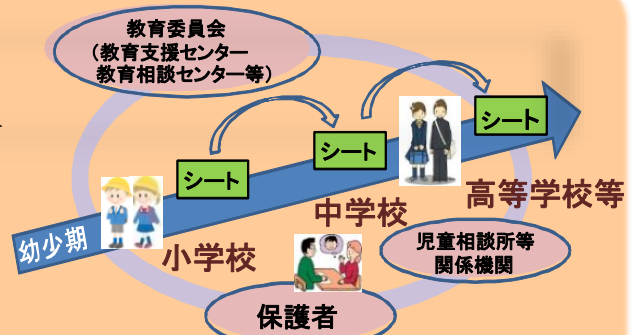 教育委員会
（教育支援センター
教育相談センター等）
シート
シート
シート
高等学校等
中学校
小学校
幼少期
児童相談所等
関係機関
保護者